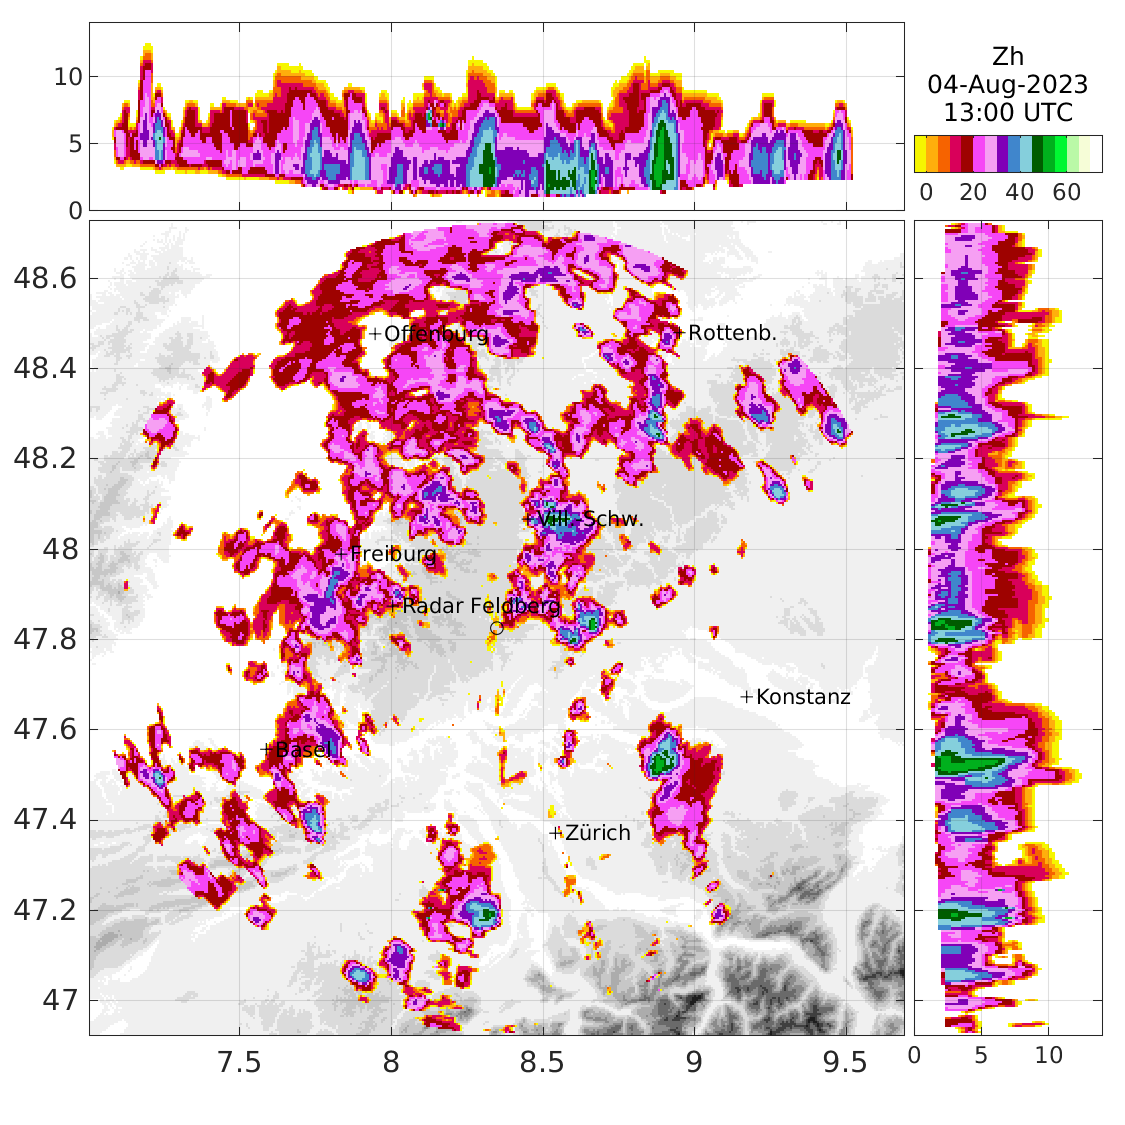 10
5
0
Zh
04-Aug-2023
13:00 UTC
0 20 40 60
48.6
48.4
48.2
48
47.8
47.6
47.4
47.2
47
+Offenburg
+Rottenb.
+Vill.-Schw.
+Freiburg
+Radar Feldberg
+Konstanz
+Basel
+Zürich
7.5 8 8.5 9 9.5
0 5 10